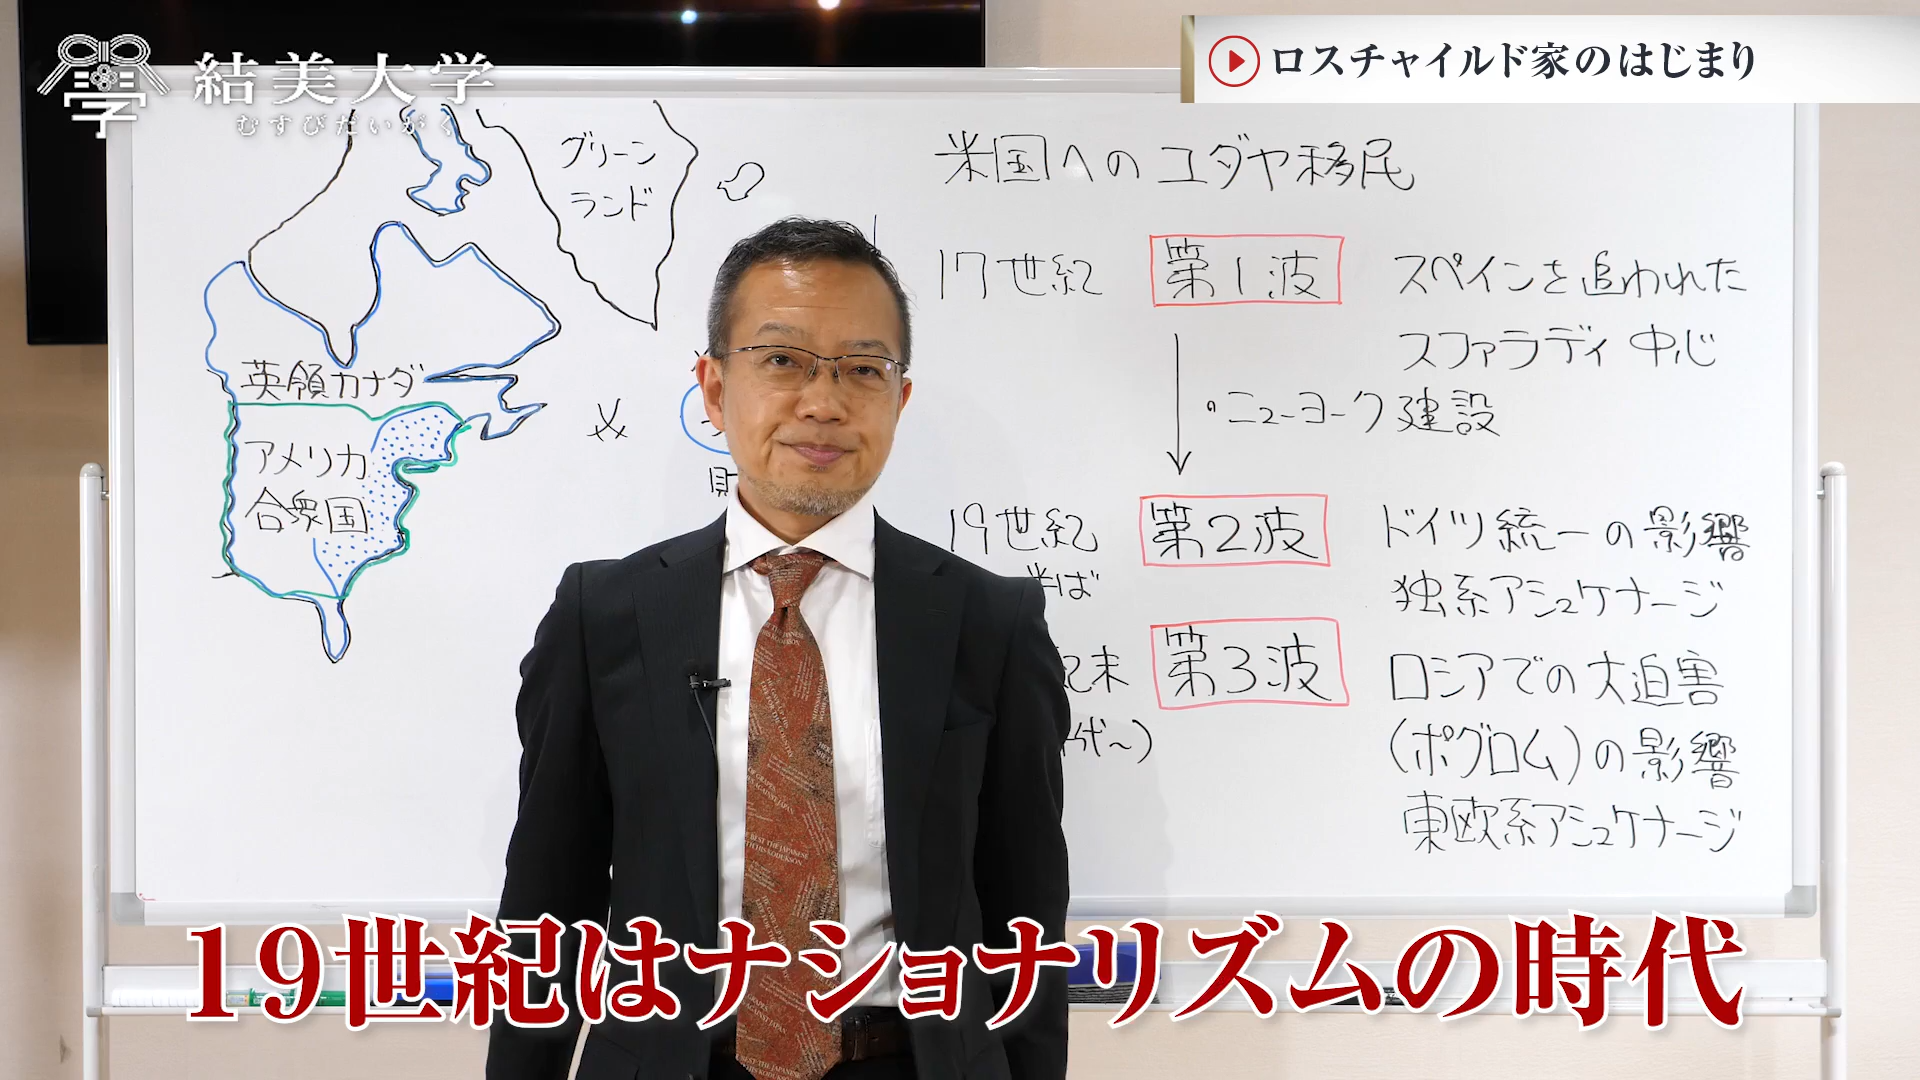 結美大学
むすびだいがく
ロスチャイルド家のはじまり
グリーン
ランド
英領カナダ
アメリカ
合衆国
米国へのユダヤ移民
17世紀 第1波 スペインを追われた
スファラディ中心
・ニューヨーク建設
19世紀 第2波 ドイツ統一の影響
半ば 独系アシュケナージ
紀末 第3波 ロシアでの大迫害
代〜) (ポグロム)の影響
東欧系アシュケナージ
19世紀はナショナリズムの時代